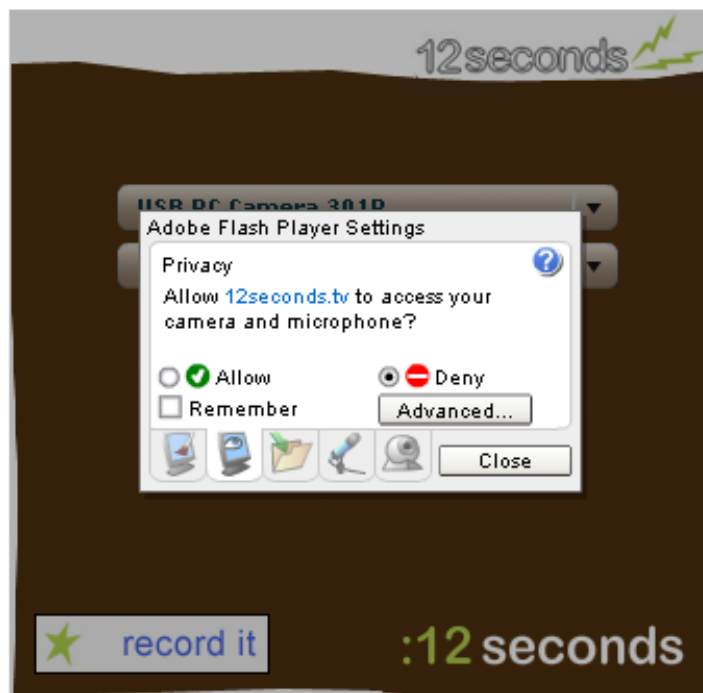 12seconds
USB PC Camera 301P
Adobe Flash Player Settings
Privacy
Allow 12seconds.tv to access your
camera and microphone?
Allow
Deny
Remember
Advanced...
Close
record it
:12 seconds